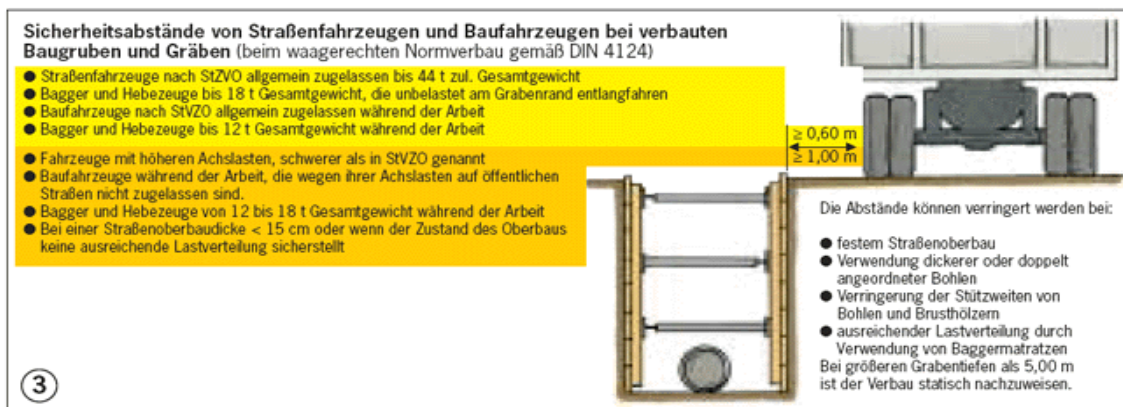 Sicherheitsabstände von Straßenfahrzeugen und Baufahrzeugen bei verbauten
Baugruben und Gräben (beim waagerechten Normverbau gemäß DIN 4124)
● Straßenfahrzeuge nach StZVO allgemein zugelassen bis 44 t zul. Gesamtgewicht
● Bagger und Hebezeuge bis 18 t Gesamtgewicht, die unbelastet am Grabenrand entlangfahren
● Baufahrzeuge nach StVZO allgemein zugelassen während der Arbeit
● Bagger und Hebezeuge bis 12 t Gesamtgewicht während der Arbeit
● Fahrzeuge mit höheren Achslasten, schwerer als in StVZO genannt
● Baufahrzeuge während der Arbeit, die wegen ihrer Achslasten auf öffentlichen
Straßen nicht zugelassen sind.
● Bagger und Hebezeuge von 12 bis 18 t Gesamtgewicht während der Arbeit
● Bei einer Straßenoberbaudicke < 15 cm oder wenn der Zustand des Oberbaus
keine ausreichende Lastverteilung sicherstellt
≥ 0,60 m
≥ 1,00 m
Die Abstände können verringert werden bei:
● festem Straßenoberbau
● Verwendung dickerer oder doppelt
angeordneter Bohlen
● Verringerung der Stützweiten von
Bohlen und Brusthölzern
● ausreichender Lastverteilung durch
Verwendung von Baggermatratzen
Bei größeren Grabentiefen als 5,00 m
ist der Verbau statisch nachzuweisen.
3